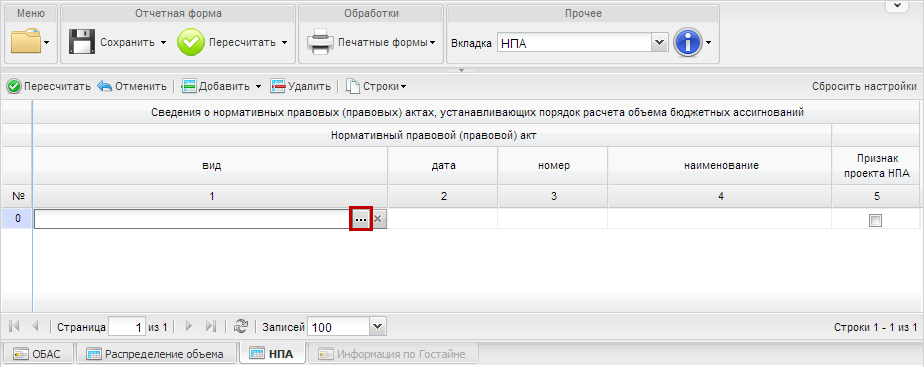 Меню Отчетная форма Обработки Прочее
Сохранить Пересчитать Печатные формы Вкладка НПА
Пересчитать Отменить Добавить Удалить Строки Сбросить настройки
Сведения о нормативных правовых (правовых) актах, устанавливающих порядок расчета объема бюджетных ассигнований
Нормативный правовой (правовой) акт
вид дата номер наименование Признак
проекта НПА
№ 1 2 3 4 5
0 ... ×
Страница 1 из 1 Записей 100 Строки 1 - 1 из 1
ОБАС Распределение объема НПА Информация по Гостайне